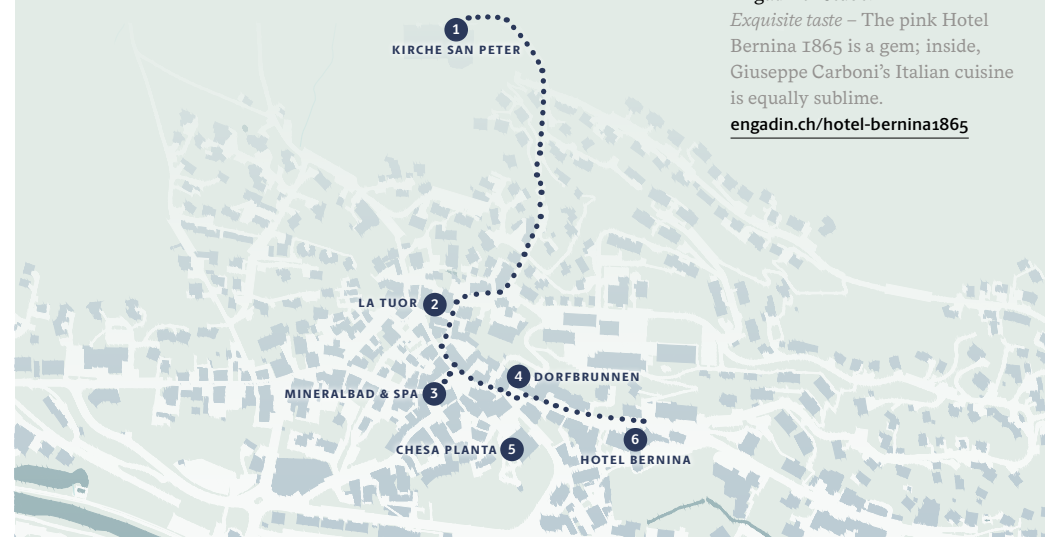 Exquisite taste – The pink Hotel
Bernina 1865 is a gem; inside,
Giuseppe Carboni’s Italian cuisine
is equally sublime.
engadin.ch/hotel-bernina1865
1
KIRCHE SAN PETER
LA TUOR 2
4 DORFBRUNNEN
MINERALBAD & SPA 3
6
CHESA PLANTA 5
HOTEL BERNINA